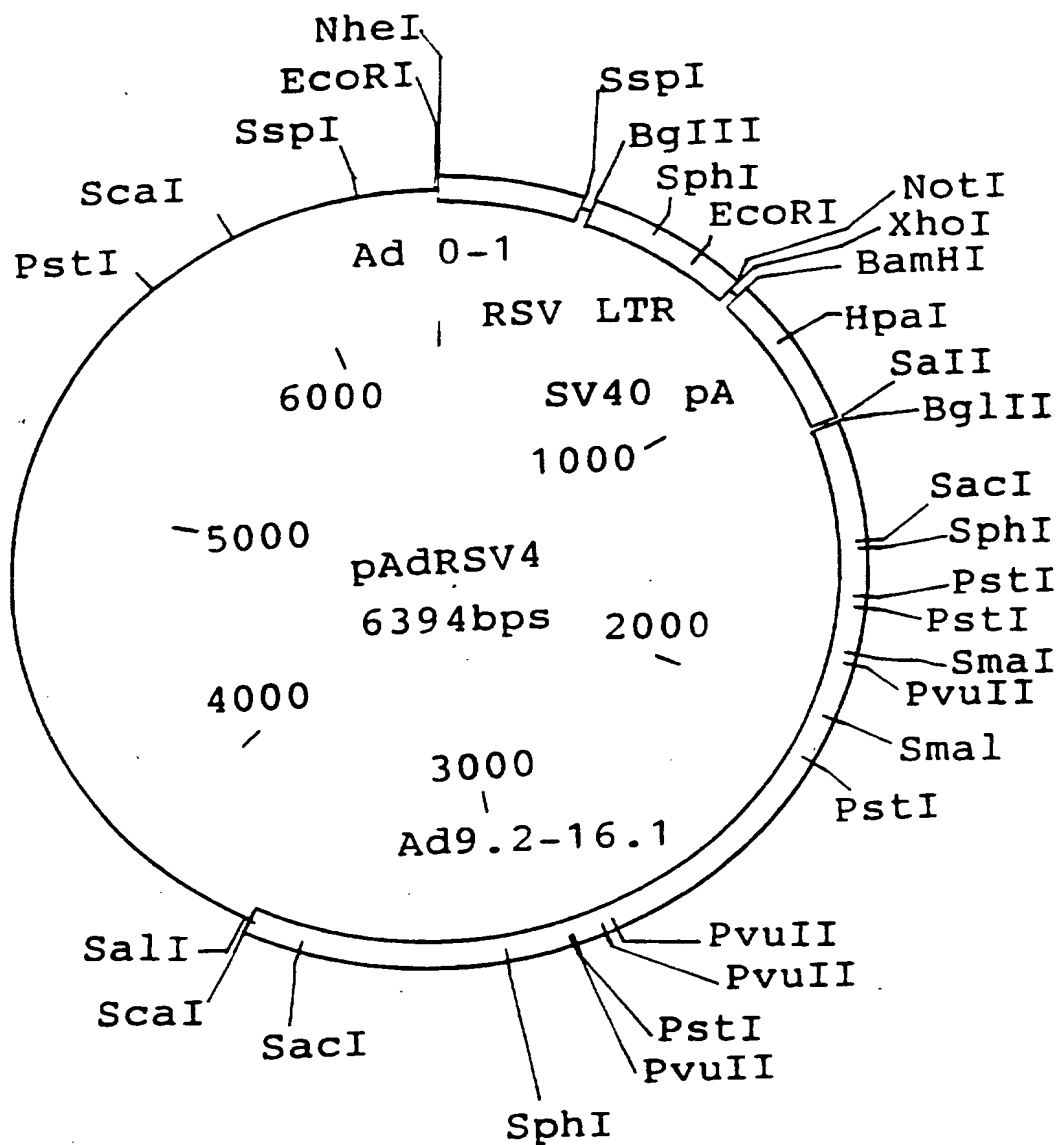 NheI
EcoRI
SspI
SspI
BgIII
ScaI
SphI
NotI
EcoRI
XhoI
PstI
BamHI
Ad 0-1
RSV LTR
HpaI
6000
SV40 pA
SaII
BglII
1000
SacI
5000
SphI
pAdRSV4
PstI
6394bps
2000
PstI
SmaI
PvuII
4000
Smal
3000
PstI
Ad9.2-16.1
PvuII
SalI
PvuII
ScaI
PstI
SacI
PvuII
SphI